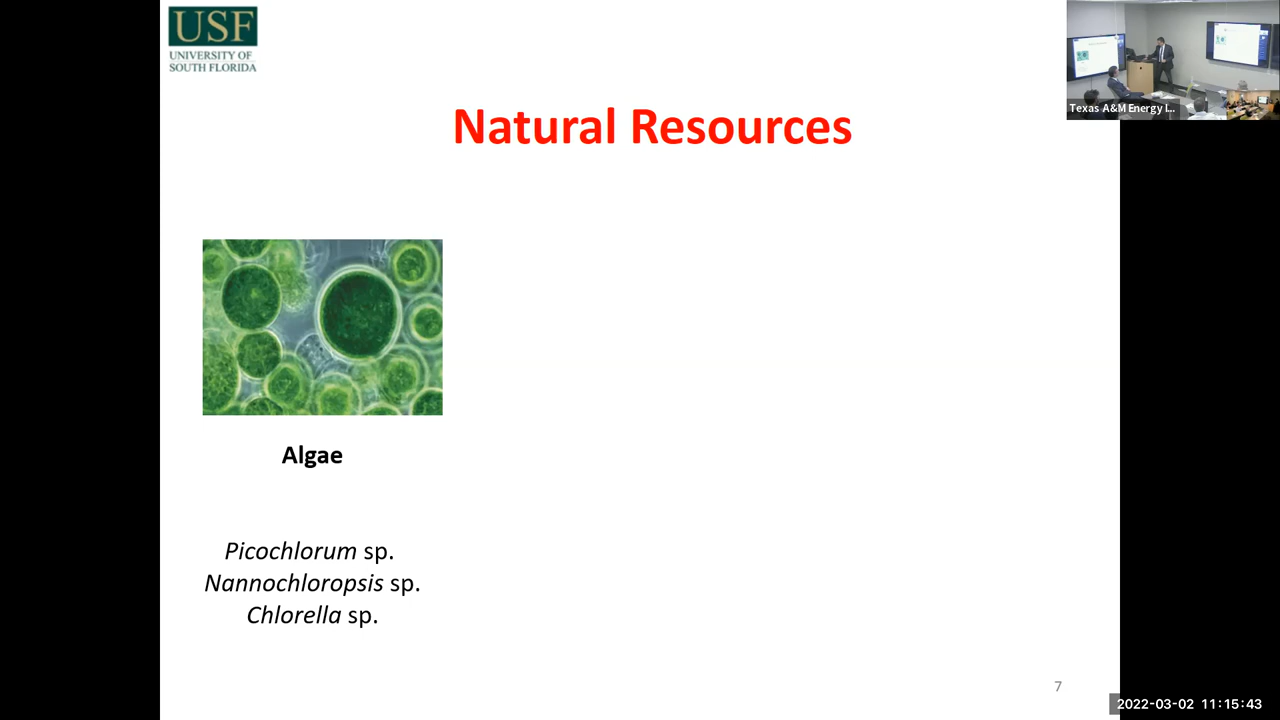 USF
UNIVERSITY OF
SOUTH FLORIDA
Texas A&M Energy I...
Natural Resources
Algae
Picochlorum sp.
Nannochloropsis sp.
Chlorella sp.
7
2022-03-02 11:15:43